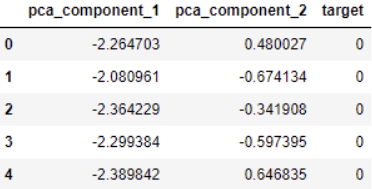 pca_component_1 pca_component_2 target
0 -2.264703 0.480027 0
1 -2.080961 -0.674134 0
2 -2.364229 -0.341908 0
3 -2.299384 -0.597395 0
4 -2.389842 0.646835 0